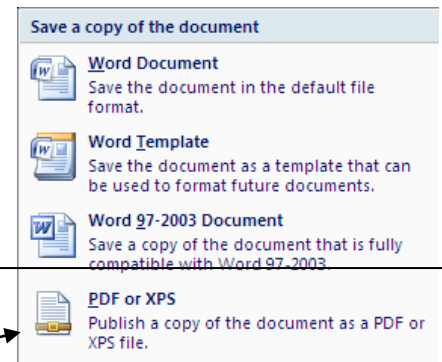 Save a copy of the document
Word Document
Save the document in the default file
format.
Word Template
Save the document as a template that can
be used to format future documents.
Word 97-2003 Document
Save a copy of the document that is fully
compatible with Word 97-2003.
PDF or XPS
Publish a copy of the document as a PDF or
XPS file.